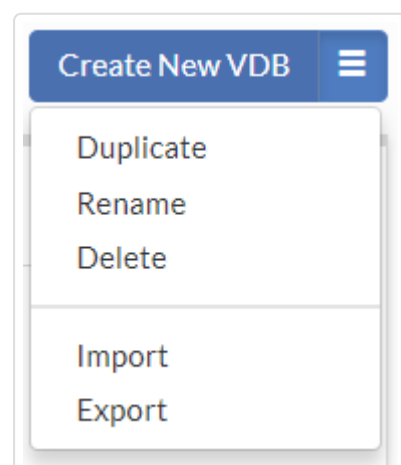 Create New VDB
Duplicate
Rename
Delete
Import
Export